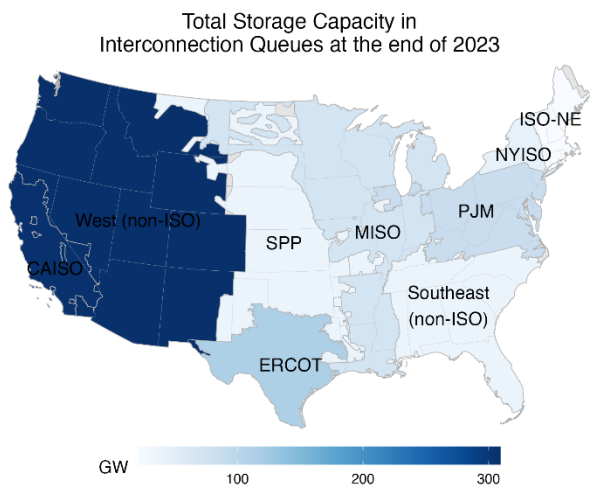 Total Storage Capacity in
Interconnection Queues at the end of 2023
ISO-NE
NYISO
PJM
West (non-ISO)
MISO
SPP
CAISO
Southeast
(non-ISO)
ERCOT
GW
100
200
300